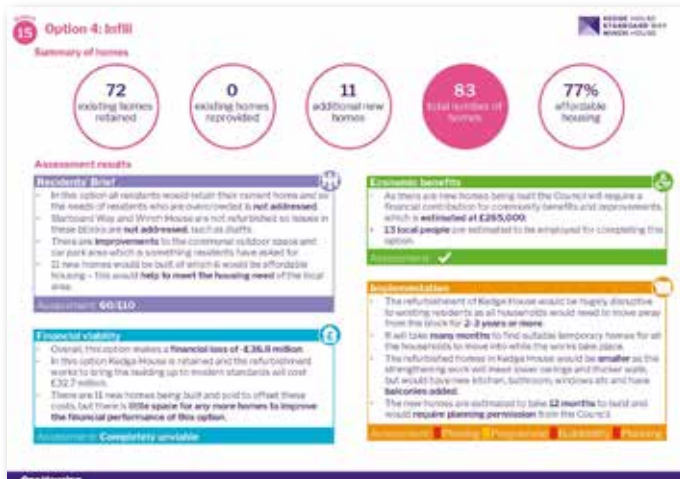 15
Option 4: Infill
KEDGE HOUSE
STARBOARD WAY
WINCH HOUSE
Summary of homes
72
existing homes
retained
0
existing homes
reprovided
11
additional new
homes
83
total number of
homes
77%
affordable
housing
Assessment results
Residents' Brief
In this option all residents would retain their current home and so
the needs of residents who are overcrowded is not addressed.
Starboard Way and Winch House are not refurbished so issues in
these blocks are not addressed, such as drafts.
There are improvements to the communal outdoor space and
car park area which is something residents have asked for.
11 new homes would be built of which 6 would be affordable
housing – this would help to meet the housing need of the local
area.
Assessment: 60/110
Financial viability
Overall, this option makes a financial loss of -£36.9 million.
In this option Kedge House is retained and the refurbishment
works to bring the building up to modern standards will cost
£32.7 million.
There are 11 new homes being built and sold to offset these
costs, but there is little space for any more homes to improve
the financial performance of this option.
Assessment: Completely unviable
Economic benefits
As there are new homes being built the Council will require a
financial contribution for community benefits and improvements,
which is estimated at £265,000.
13 local people are estimated to be employed for completing this
option.
Assessment:
Implementation
The refurbishment of Kedge House would be hugely disruptive
to existing residents as all households would need to move away
from the block for 2-3 years or more.
It will take many months to find suitable temporary homes for all
the households to move into while the works take place.
The refurbished homes in Kedge House would be smaller as the
strengthening work will mean lower ceilings and thicker walls,
but would have new kitchen, bathroom, windows etc and have
balconies added.
The new homes are estimated to take 12 months to build and
would require planning permission from the Council.
Assessment: Phasing Programme Buildability Planning